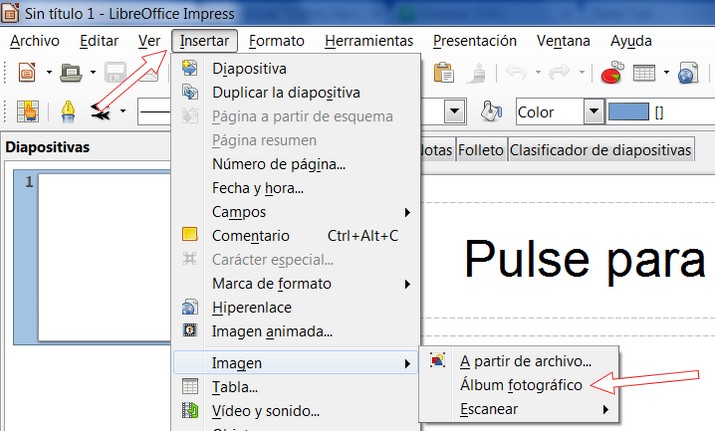 Sin título 1 - LibreOffice Impress
Archivo Editar Ver Insertar Formato Herramientas Presentación Ventana Ayuda
Diapositiva
Duplicar la diapositiva
Página a partir de esquema
Página resumen
Número de página...
Fecha y hora...
Campos
Comentario Ctrl+Alt+C
Carácter especial...
Marca de formato
Hiperenlace
Imagen animada...
Imagen
Tabla...
Vídeo y sonido...
Color
Diapositivas
1
Notas Folleto Clasificador de diapositivas
Pulse para
A partir de archivo...
Álbum fotográfico
Escanear